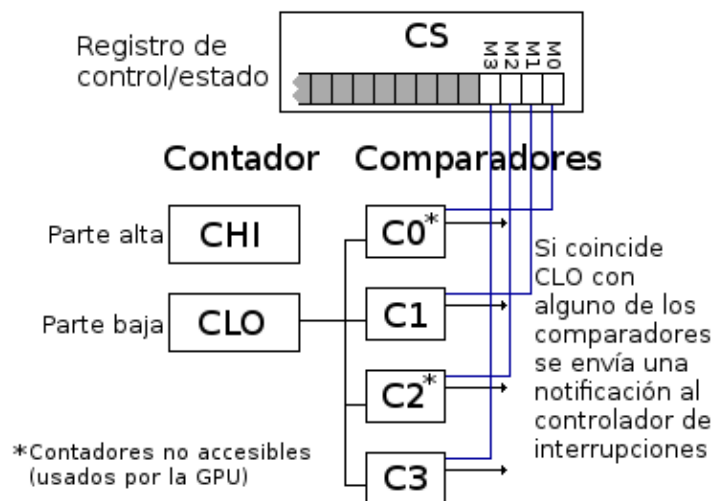 CS
M3 M2 M1 M0
Registro de
control/estado
Contador
Comparadores
Parte alta
CHI
Parte baja
CLO
C0*
C1
C2*
C3
Si coincide
CLO con
alguno de los
comparadores
se envía una
notificación al
controlador de
interrupciones
*Contadores no accesibles
(usados por la GPU)